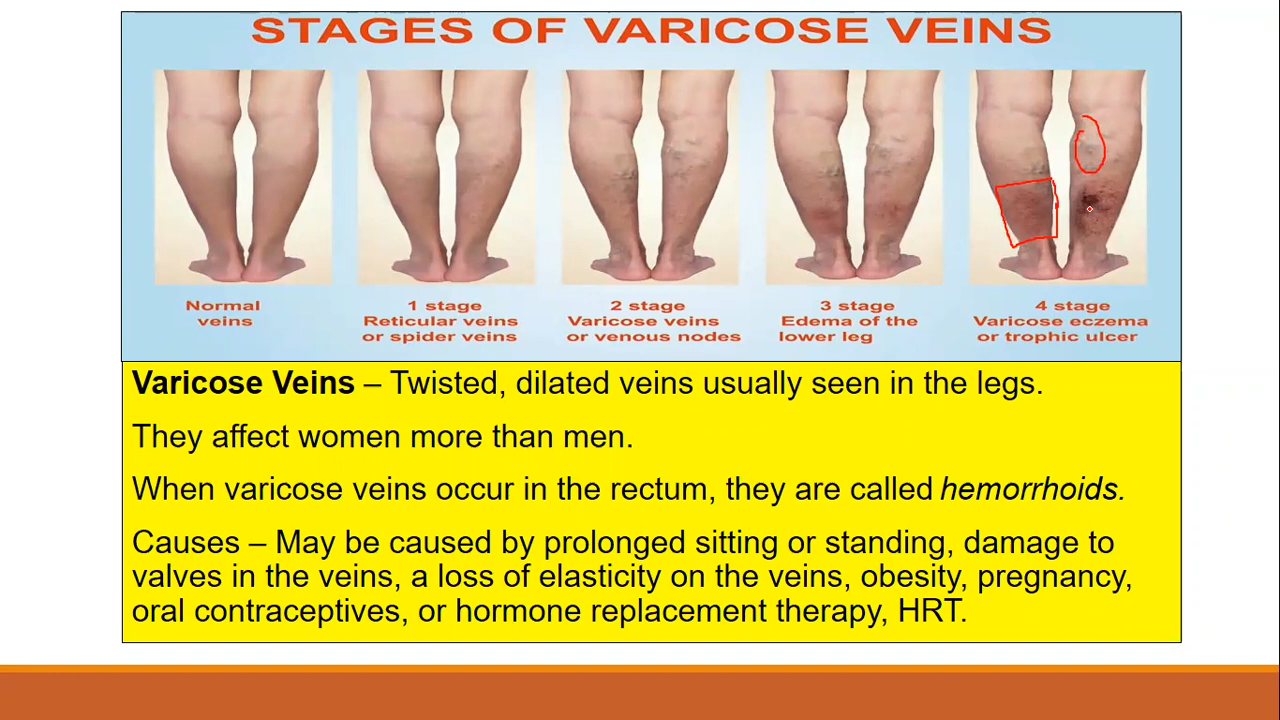 STAGES OF VARICOSE VEINS
Normal
veins
1 stage
Reticular veins
or spider veins
2 stage
Varicose veins
or venous nodes
3 stage
Edema of the
lower leg
4 stage
Varicose eczema
or trophic ulcer
Varicose Veins – Twisted, dilated veins usually seen in the legs.
They affect women more than men.
When varicose veins occur in the rectum, they are called hemorrhoids.
Causes – May be caused by prolonged sitting or standing, damage to
valves in the veins, a loss of elasticity on the veins, obesity, pregnancy,
oral contraceptives, or hormone replacement therapy, HRT.